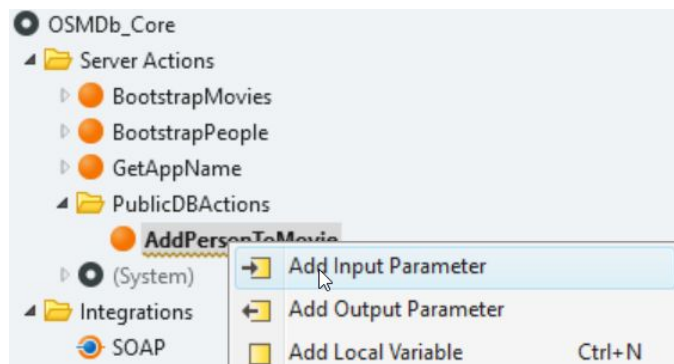 OSMDb_Core
Server Actions
BootstrapMovies
BootstrapPeople
GetAppName
PublicDBActions
AddPersonToMovie
Add Input Parameter
(System)
Add Output Parameter
Integrations
SOAP
Add Local Variable Ctrl+N